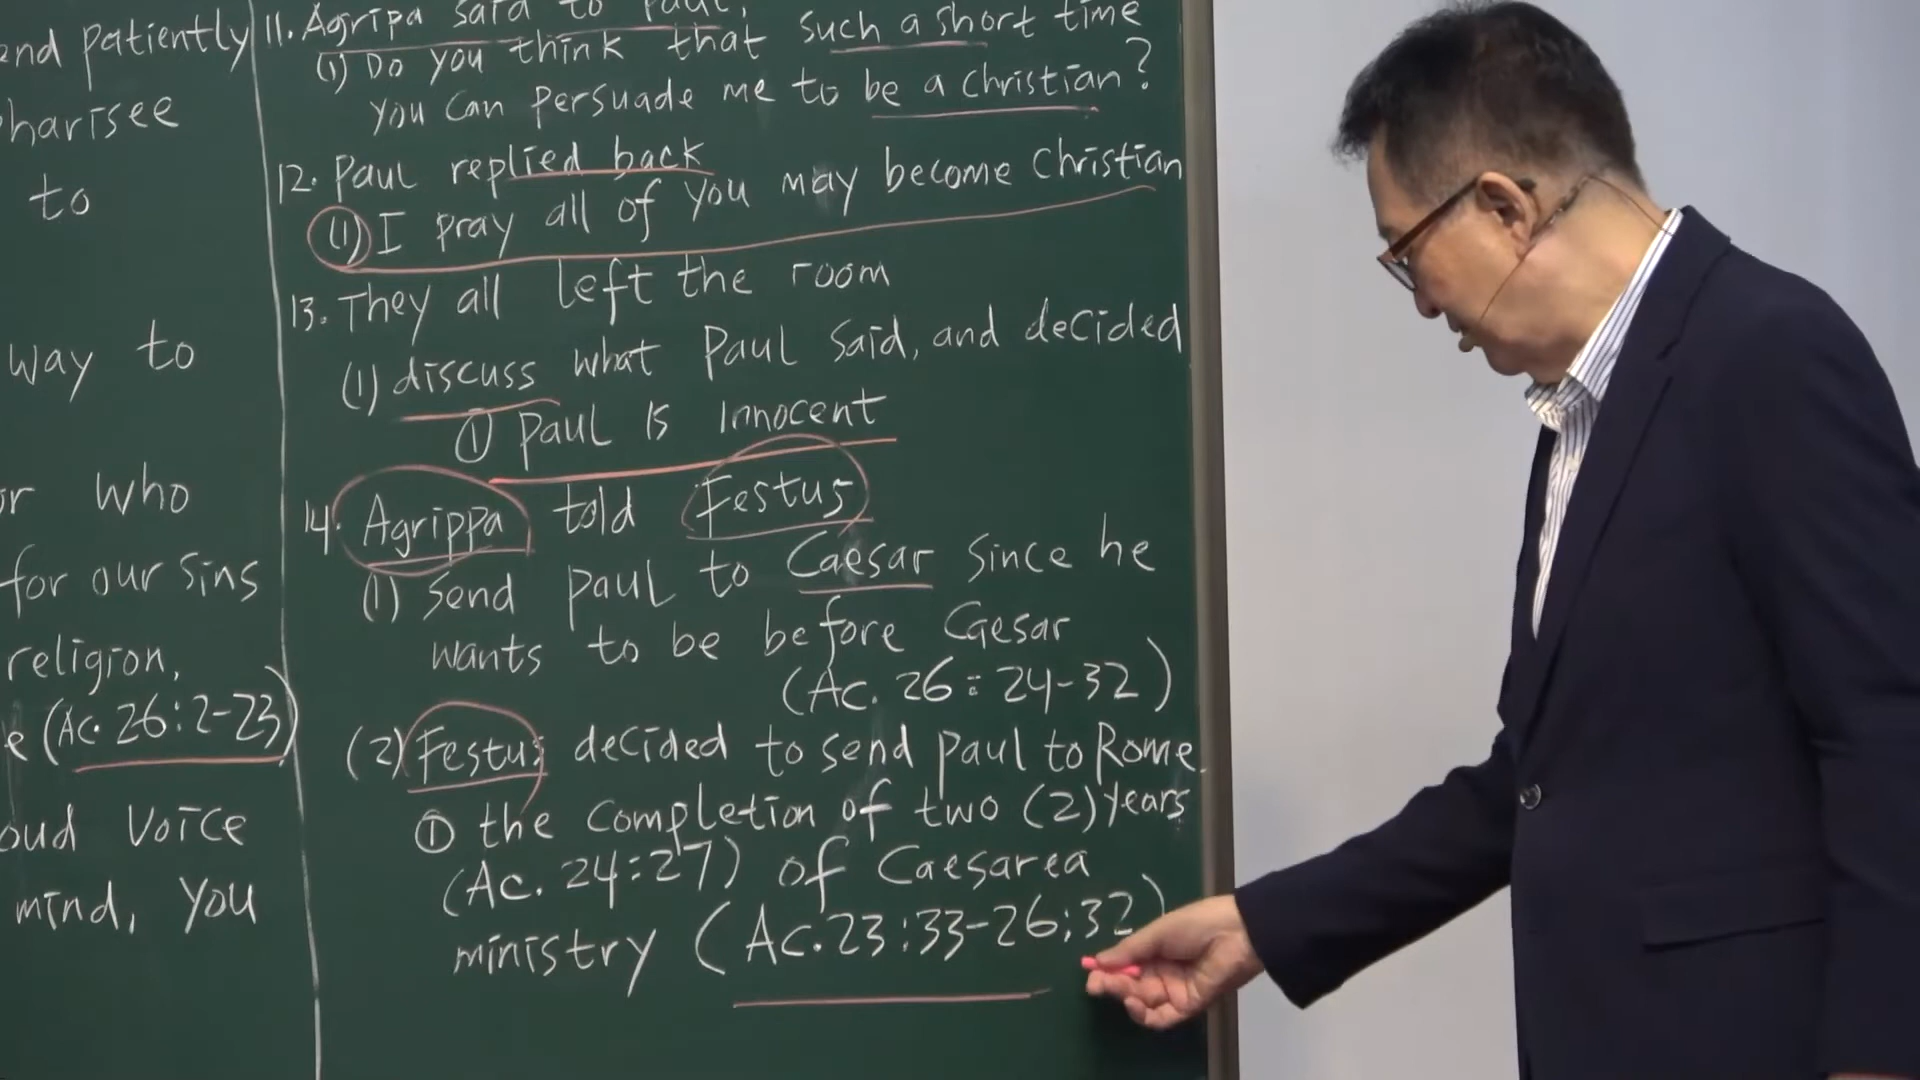 and patiently
pharisee
to
way to
or who
for our sins
religion,
e (Ac. 26:2-23)
loud voice
mind, you
11. Agripa said to Paul,
(1) Do you think that such a short time
you can persuade me to be a christian?
12. Paul replied back
(1) I pray all of you may become Christian
13. They all left the room
(1) discuss what Paul said, and decided
① Paul is innocent
14. Agrippa told Festus
(1) Send paul to Caesar since he
wants to be before Caesar
(Ac. 26:24-32)
(2) Festus decided to send paul to Rome.
① the completion of two (2) years
(Ac. 24:27) of Caesarea
ministry (Ac. 23:33-26:32)